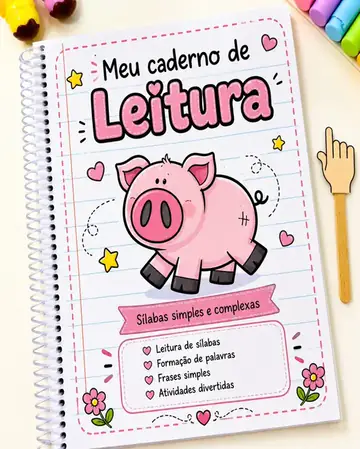 Meu caderno de
Leitura
Sílabas simples e complexas
Leitura de sílabas
Formação de palavras
Frases simples
Atividades divertidas